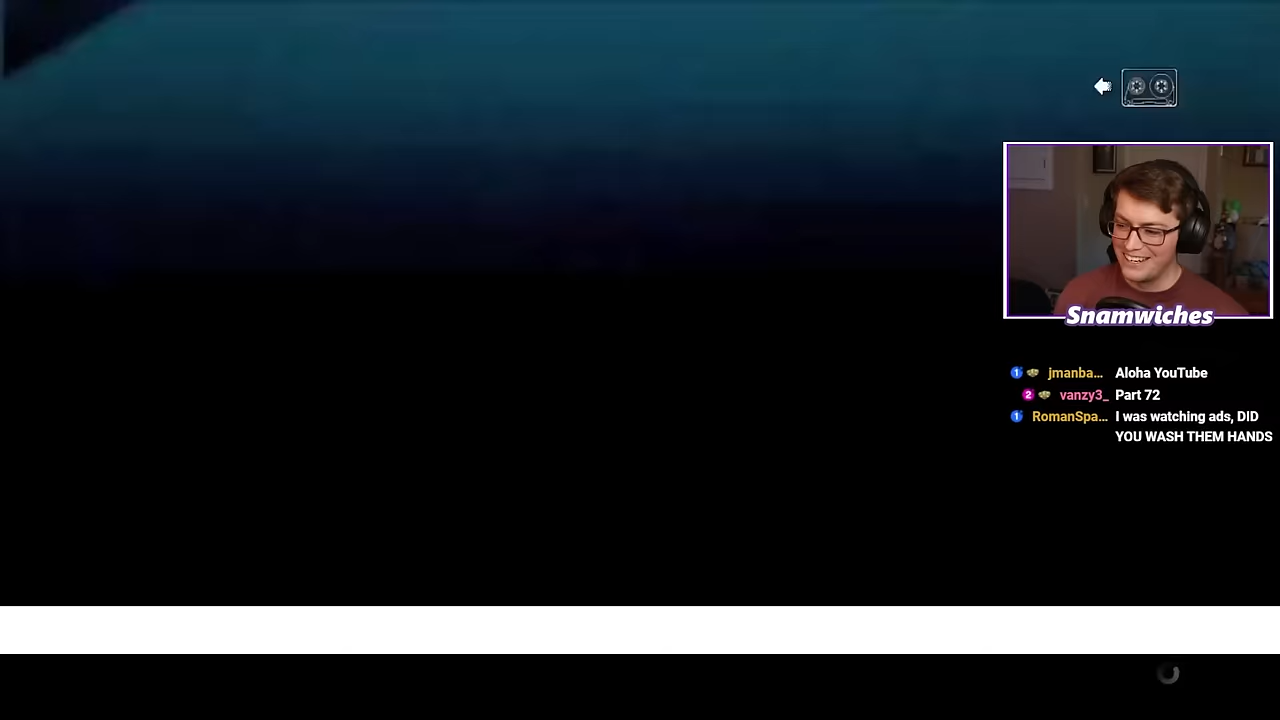 Snamwiches
jmanba... Aloha YouTube
vanzy3_ Part 72
RomanSpa... I was watching ads, DID
YOU WASH THEM HANDS